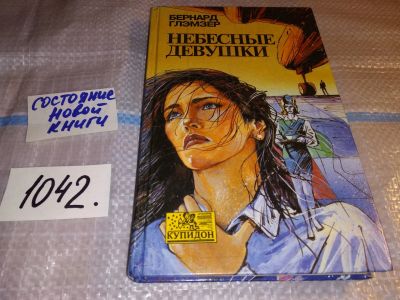 БЕРНАРД
ГЛЭМЗЕР
НЕБЕСНЫЕ
ДЕВУШКИ
СОСТОЯНИЕ
НОВОЙ
КНИГИ
1042.
КУПИДОН